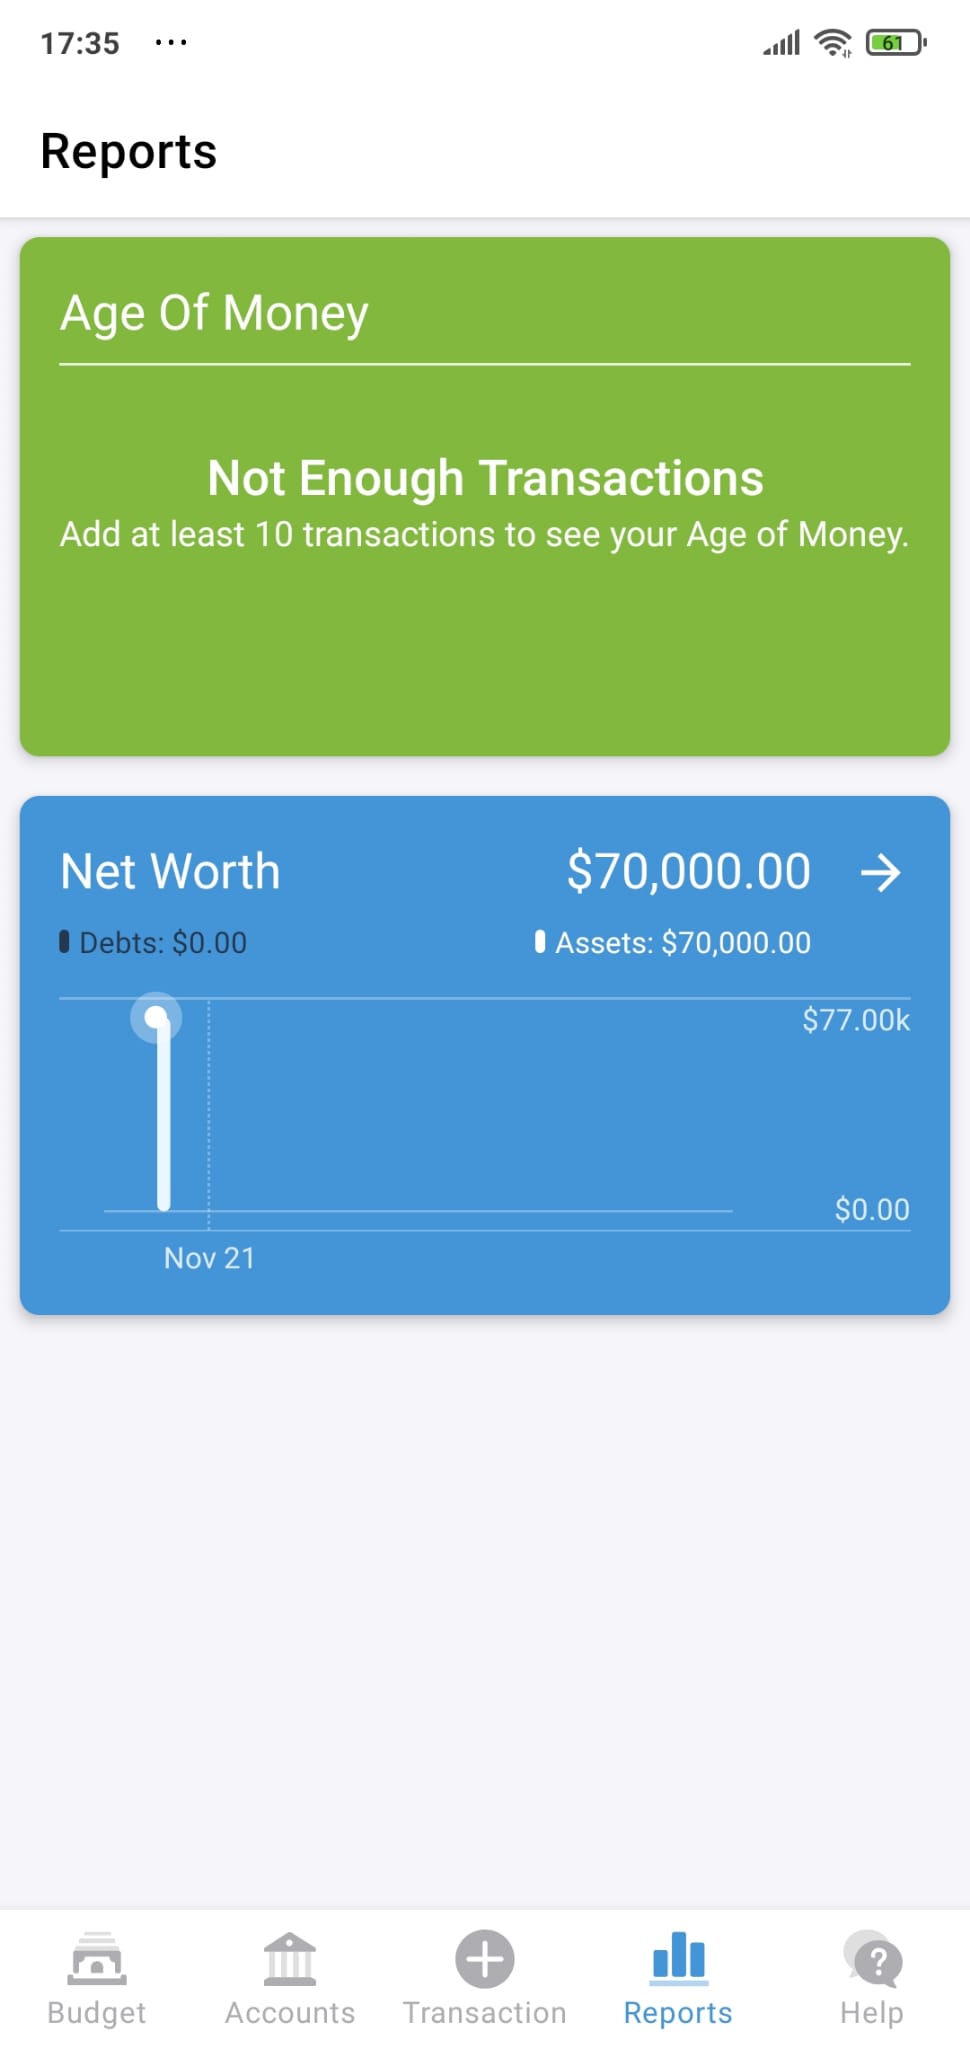 17:35 ...
61
Reports
Age Of Money
Not Enough Transactions
Add at least 10 transactions to see your Age of Money.
Net Worth $70,000.00
Debts: $0.00 Assets: $70,000.00
$77.00k
$0.00
Nov 21
Budget Accounts Transaction Reports Help